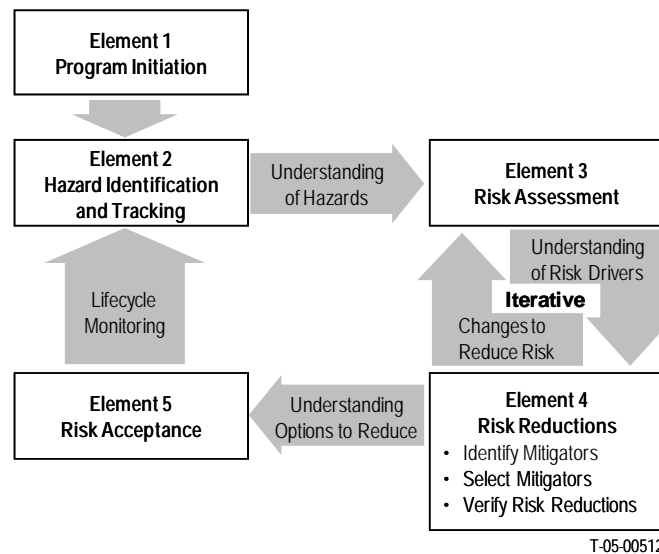 Element 1
Program Initiation
Element 2
Hazard Identification
and Tracking
Understanding
of Hazards
Element 3
Risk Assessment
Understanding
of Risk Drivers
Iterative
Changes to
Reduce Risk
Lifecycle
Monitoring
Element 5
Risk Acceptance
Understanding
Options to Reduce
Element 4
Risk Reductions
• Identify Mitigators
• Select Mitigators
• Verify Risk Reductions
T-05-00512